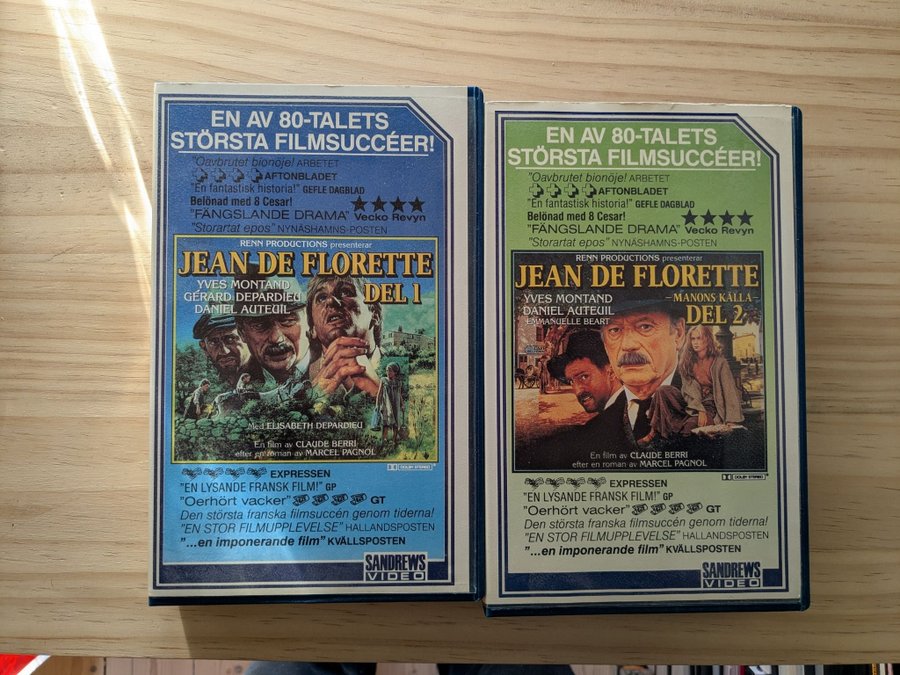 EN AV 80-TALETS
STÖRSTA FILMSUCCÉER!
"Oavbrutet bionöje! ARBETET
AFTONBLADET
"En fantastisk historia!" GEFLE DAGBLAD
Belönad med 8 Cesar!
"FÄNGSLANDE DRAMA" Vecko Revyn
"Storartat epos" NYNÄSHAMNS-POSTEN
RENN PRODUCTIONS presenterar
JEAN DE FLORETTE
DEL 1
YVES MONTAND
GÉRARD DEPARDIEU
DANIEL AUTEUIL
Med ELISABETH DEPARDIEU
En film av CLAUDE BERRI
efter en roman av MARCEL PAGNOL
DOLBY STEREO
EXPRESSEN
"EN LYSANDE FRANSK FILM!" GP
"Oerhört vacker" GT
Den största franska filmsuccén genom tiderna!
"EN STOR FILMUPPLEVELSE" HALLANDSPOSTEN
"...en imponerande film" KVÄLLSPOSTEN
SANDREWS
VIDEO
EN AV 80-TALETS
STÖRSTA FILMSUCCÉER!
"Oavbrutet bionöje! ARBETET
AFTONBLADET
"En fantastisk historia!" GEFLE DAGBLAD
Belönad med 8 Cesar!
"FÄNGSLANDE DRAMA" Vecko Revyn
"Storartat epos" NYNÄSHAMNS-POSTEN
RENN PRODUCTIONS presenterar
JEAN DE FLORETTE
-MANONS KÄLLA-
DEL 2
YVES MONTAND
DANIEL AUTEUIL
EMMANUELLE BEART
En film av CLAUDE BERRI
efter en roman av MARCEL PAGNOL
DOLBY STEREO
EXPRESSEN
"EN LYSANDE FRANSK FILM!" GP
"Oerhört vacker" GT
Den största franska filmsuccén genom tiderna!
"EN STOR FILMUPPLEVELSE" HALLANDSPOSTEN
"...en imponerande film" KVÄLLSPOSTEN
SANDREWS
VIDEO